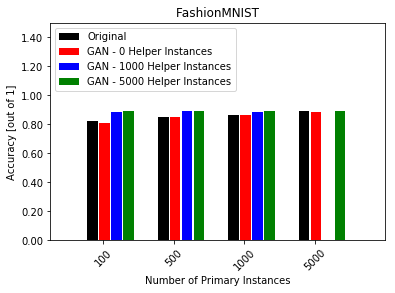 FashionMNIST
Original
GAN - 0 Helper Instances
GAN - 1000 Helper Instances
GAN - 5000 Helper Instances
Accuracy [out of 1]
1.40
1.20
1.00
0.80
0.60
0.40
0.20
0.00
100
500
1000
5000
Number of Primary Instances